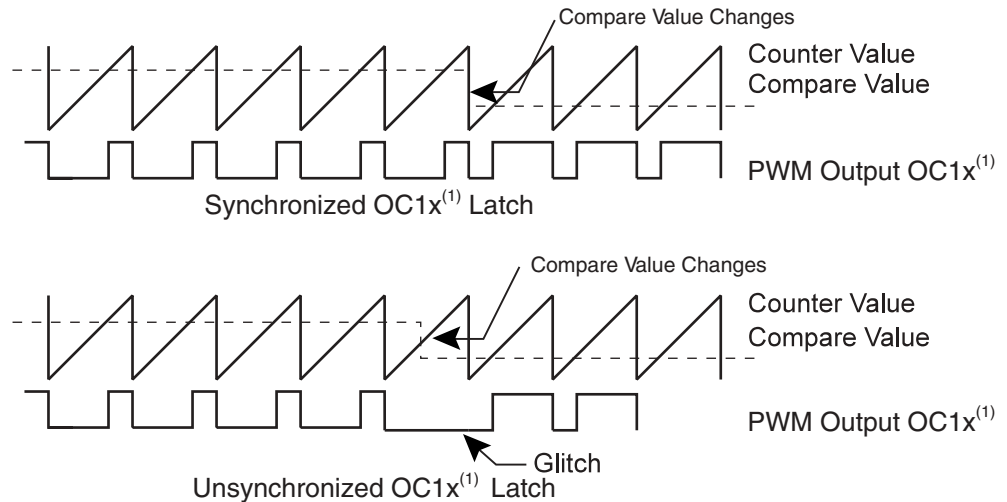 Compare Value Changes
Counter Value
Compare Value
PWM Output OC1x(1)
Synchronized OC1x(1) Latch
Compare Value Changes
Counter Value
Compare Value
PWM Output OC1x(1)
Glitch
Unsynchronized OC1x(1) Latch